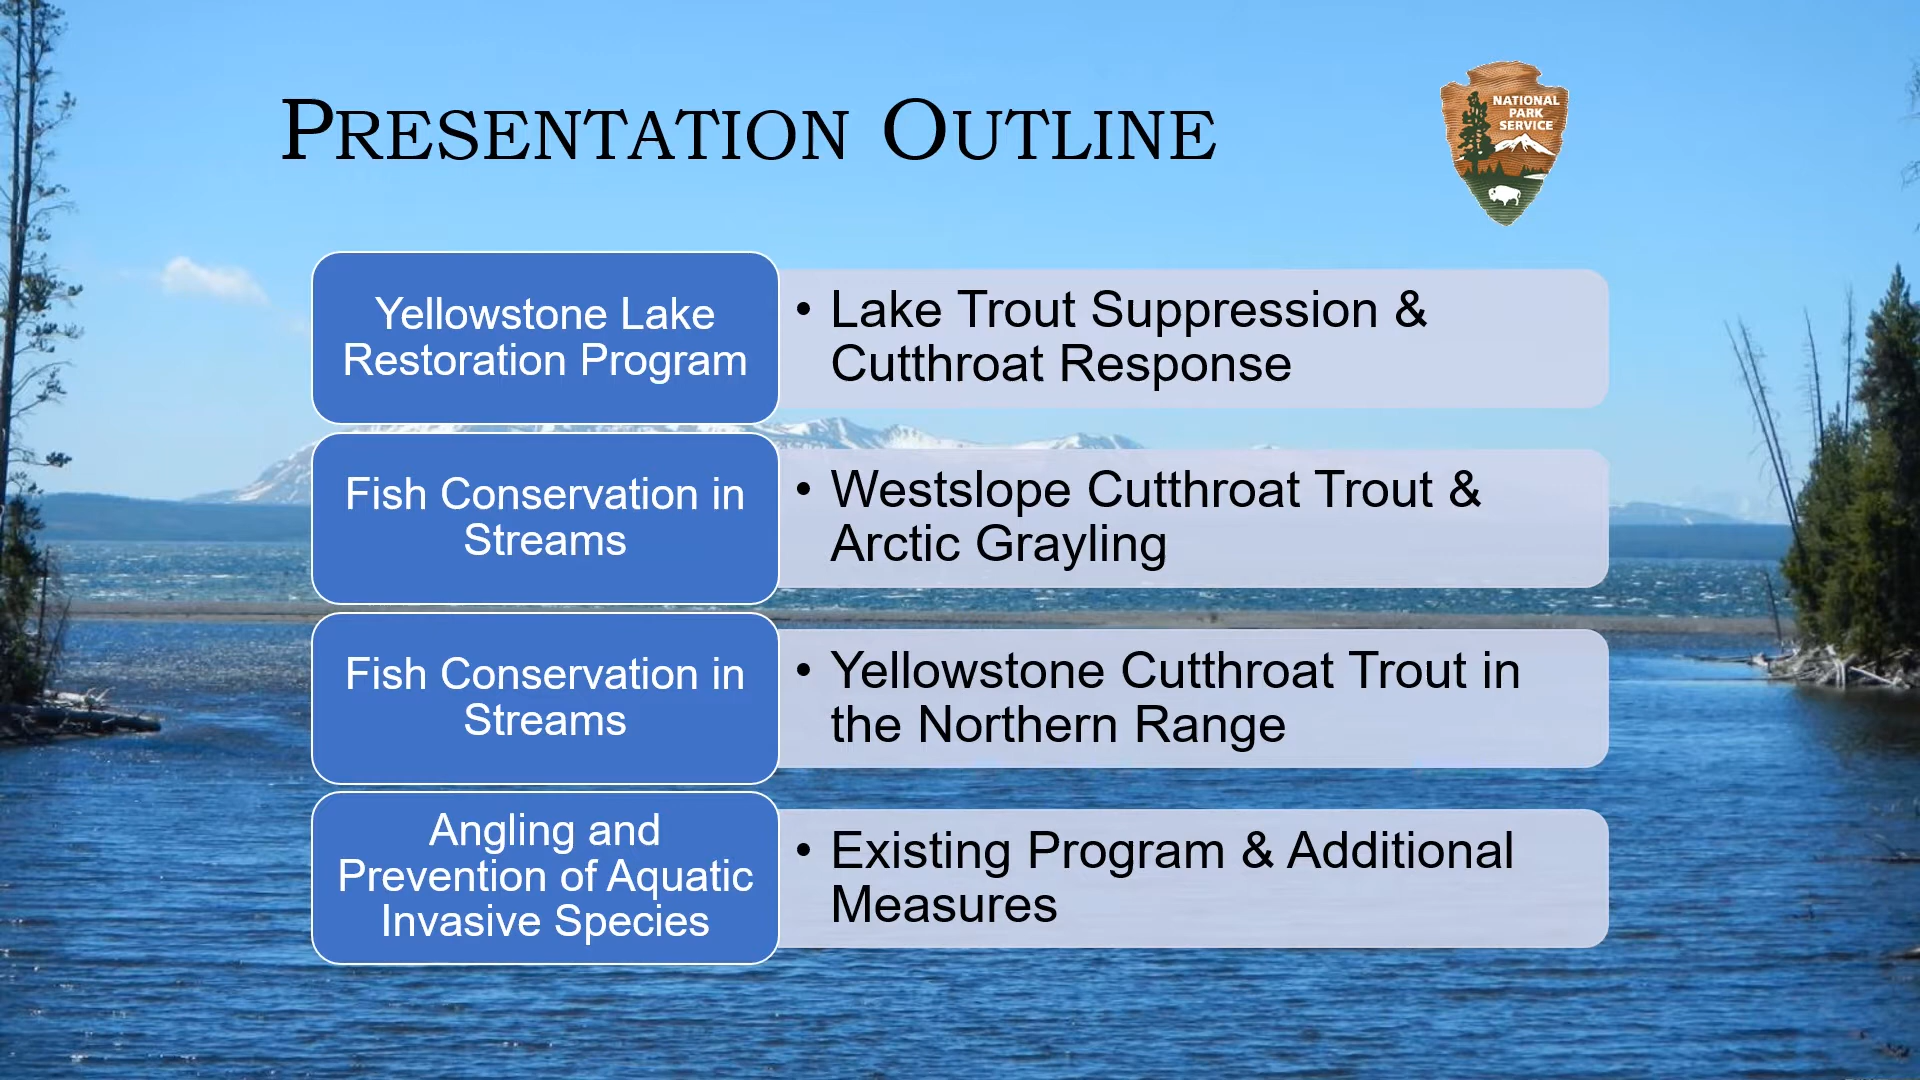 PRESENTATION OUTLINE
NATIONAL
PARK
SERVICE
Yellowstone Lake
Restoration Program
• Lake Trout Suppression &
Cutthroat Response
Fish Conservation in
Streams
• Westslope Cutthroat Trout &
Arctic Grayling
Fish Conservation in
Streams
• Yellowstone Cutthroat Trout in
the Northern Range
Angling and
Prevention of Aquatic
Invasive Species
• Existing Program & Additional
Measures